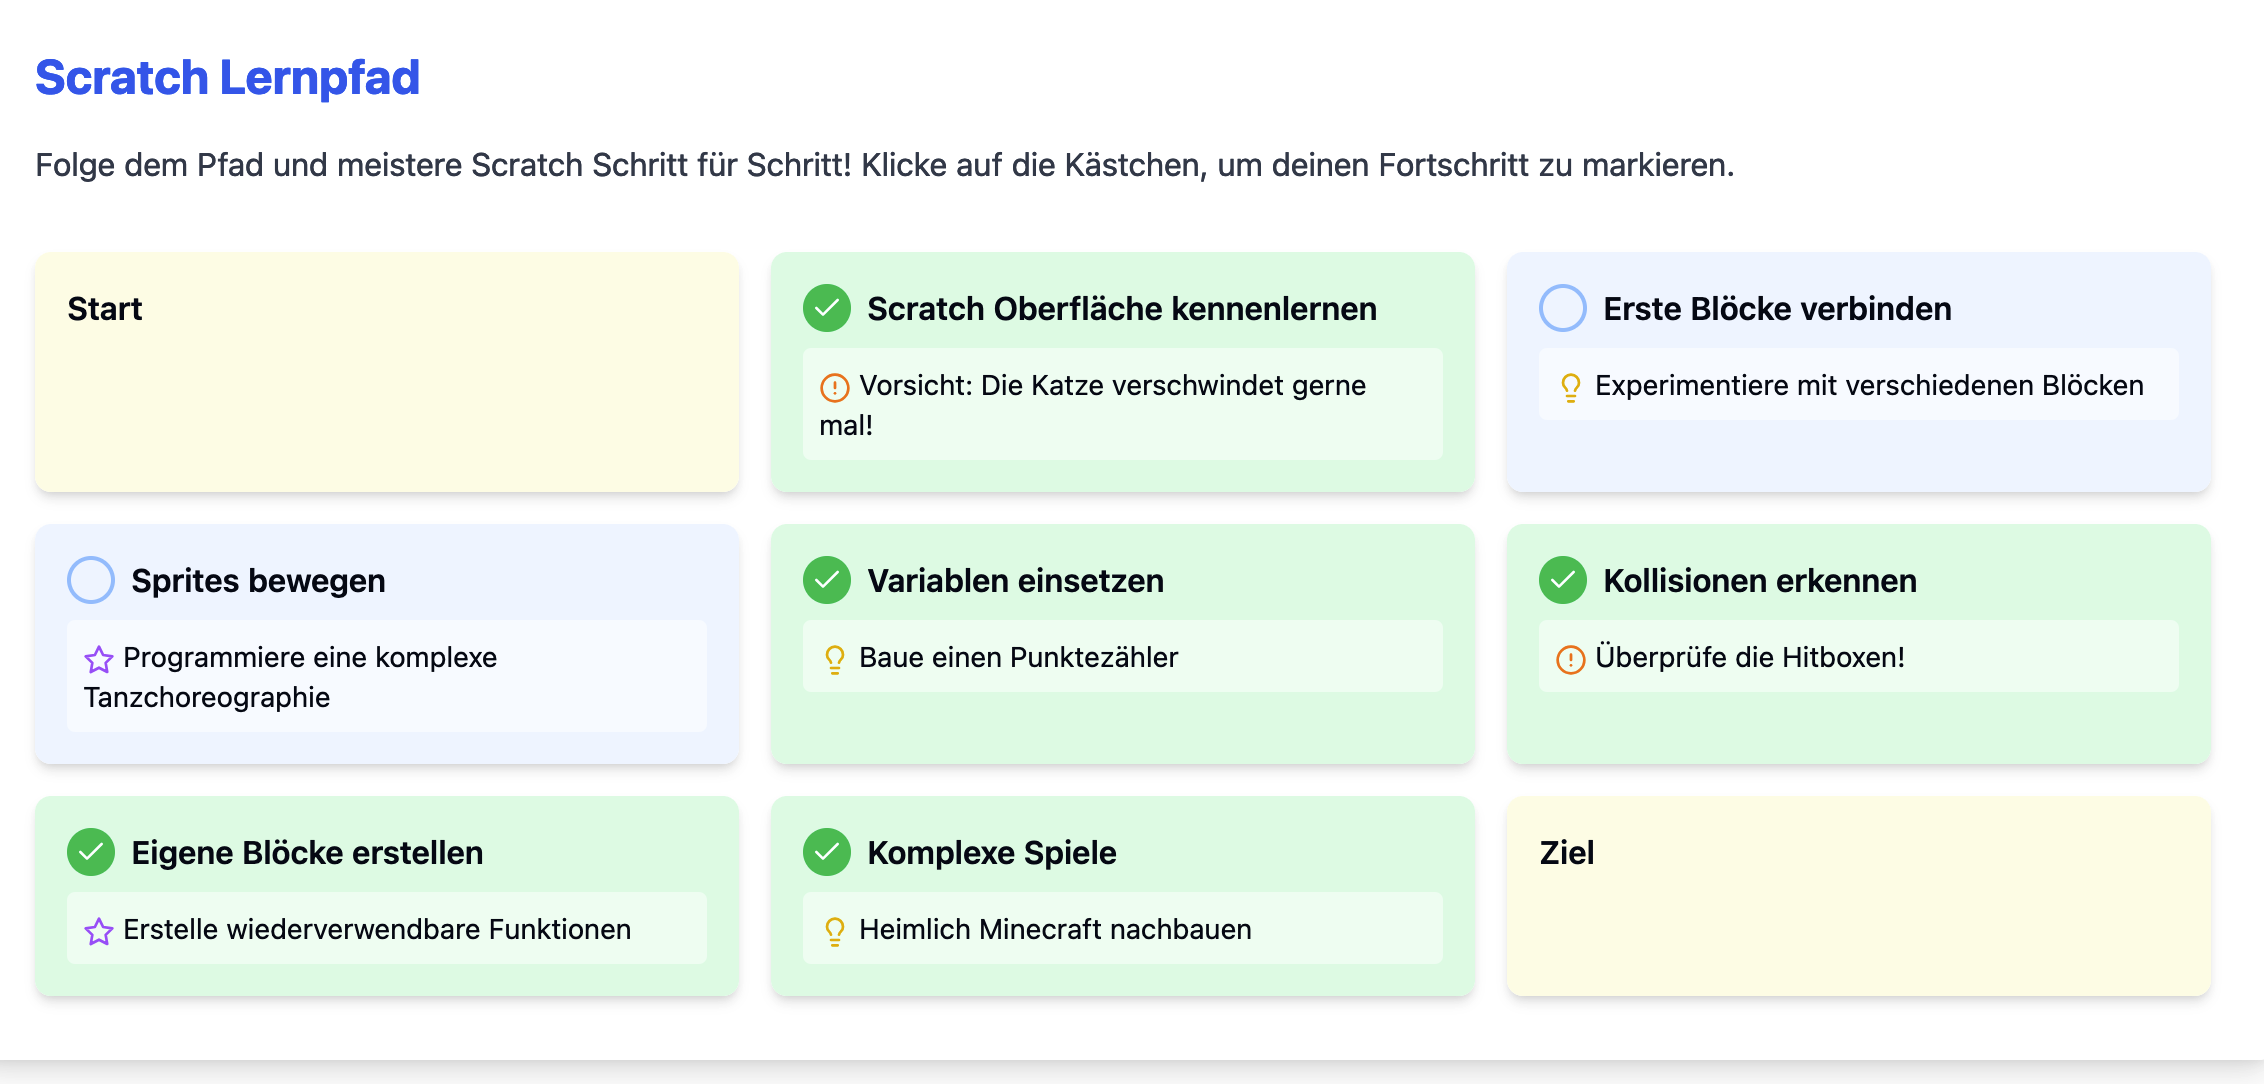 Scratch Lernpfad
Folge dem Pfad und meistere Scratch Schritt für Schritt! Klicke auf die Kästchen, um deinen Fortschritt zu markieren.
Start
Scratch Oberfläche kennenlernen
Vorsicht: Die Katze verschwindet gerne
mal!
Erste Blöcke verbinden
Experimentiere mit verschiedenen Blöcken
Sprites bewegen
Programmiere eine komplexe
Tanzchoreographie
Variablen einsetzen
Baue einen Punktezähler
Kollisionen erkennen
Überprüfe die Hitboxen!
Eigene Blöcke erstellen
Erstelle wiederverwendbare Funktionen
Komplexe Spiele
Heimlich Minecraft nachbauen
Ziel